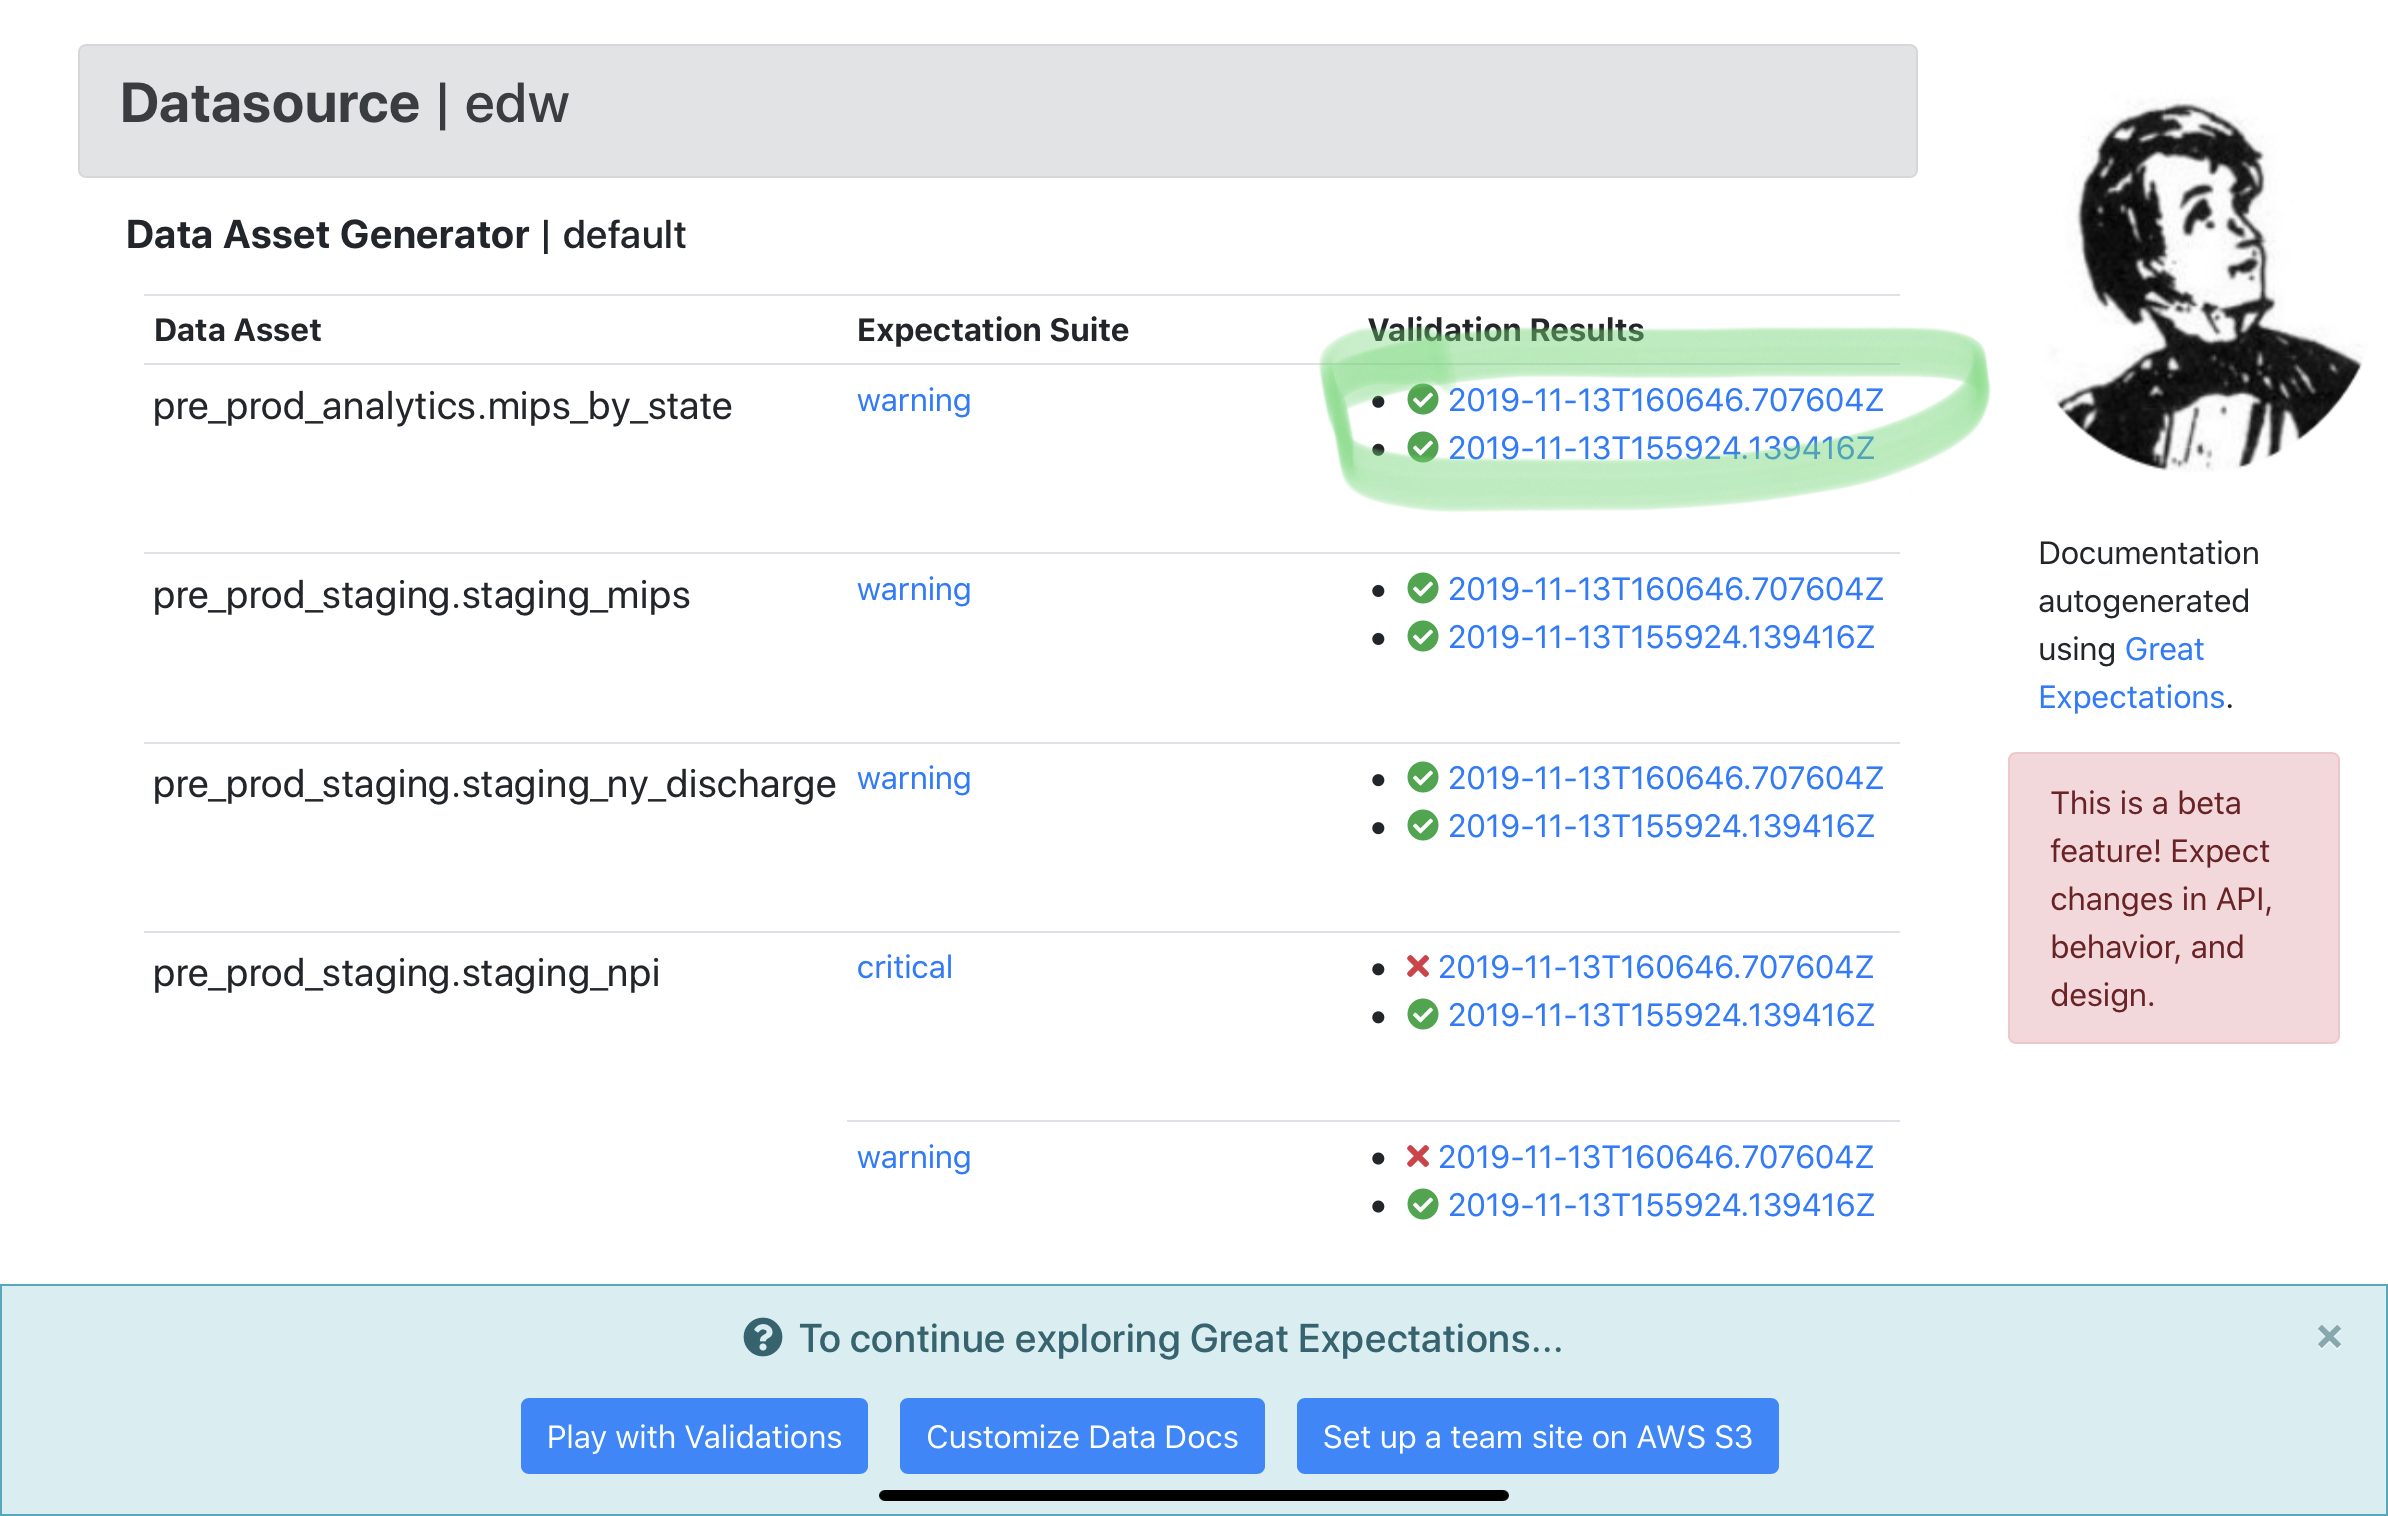 Datasource | edw
Data Asset Generator | default
Data Asset Expectation Suite Validation Results
pre_prod_analytics.mips_by_state warning 2019-11-13T160646.707604Z
2019-11-13T155924.139416Z
pre_prod_staging.staging_mips warning 2019-11-13T160646.707604Z
2019-11-13T155924.139416Z
pre_prod_staging.staging_ny_discharge warning 2019-11-13T160646.707604Z
2019-11-13T155924.139416Z
pre_prod_staging.staging_npi critical 2019-11-13T160646.707604Z
2019-11-13T155924.139416Z
warning 2019-11-13T160646.707604Z
2019-11-13T155924.139416Z
Documentation
autogenerated
using Great
Expectations.
This is a beta
feature! Expect
changes in API,
behavior, and
design.
To continue exploring Great Expectations...
Play with Validations Customize Data Docs Set up a team site on AWS S3